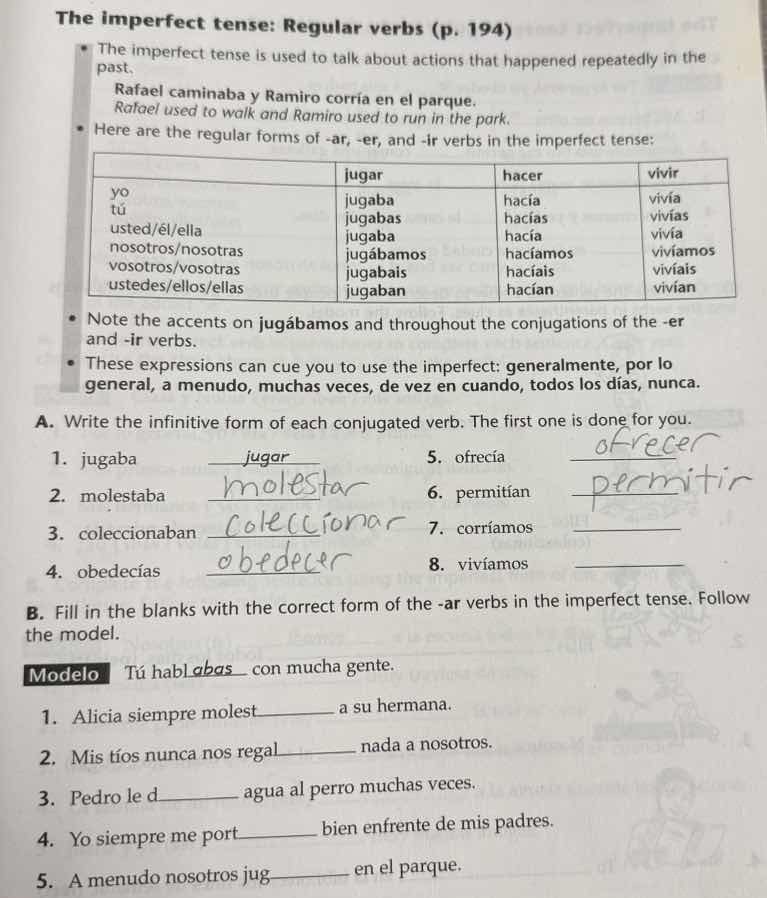 The imperfect tense: Regular verbs (p. 194)
• The imperfect tense is used to talk about actions that happened repeatedly in the
past.
Rafael caminaba y Ramiro corría en el parque.
Rafael used to walk and Ramiro used to run in the park.
• Here are the regular forms of -ar, -er, and -ir verbs in the imperfect tense:
jugar hacer vivir
yo jugaba hacía vivía
tú jugabas hacías vivías
usted/él/ella jugaba hacía vivía
nosotros/nosotras jugábamos hacíamos vivíamos
vosotros/vosotras jugabais hacíais vivíais
ustedes/ellos/ellas jugaban hacían vivían
• Note the accents on jugábamos and throughout the conjugations of the -er
and -ir verbs.
• These expressions can cue you to use the imperfect: generalmente, por lo
general, a menudo, muchas veces, de vez en cuando, todos los días, nunca.
A. Write the infinitive form of each conjugated verb. The first one is done for you.
1. jugaba jugar 5. ofrecía ofrecer
2. molestaba molestar 6. permitían permitir
3. coleccionaban coleccionar 7. corríamos
4. obedecías obedecer 8. vivíamos
B. Fill in the blanks with the correct form of the -ar verbs in the imperfect tense. Follow
the model.
Modelo Tú hablabas con mucha gente.
1. Alicia siempre molest________ a su hermana.
2. Mis tíos nunca nos regal________ nada a nosotros.
3. Pedro le d________ agua al perro muchas veces.
4. Yo siempre me port________ bien enfrente de mis padres.
5. A menudo nosotros jug________ en el parque.